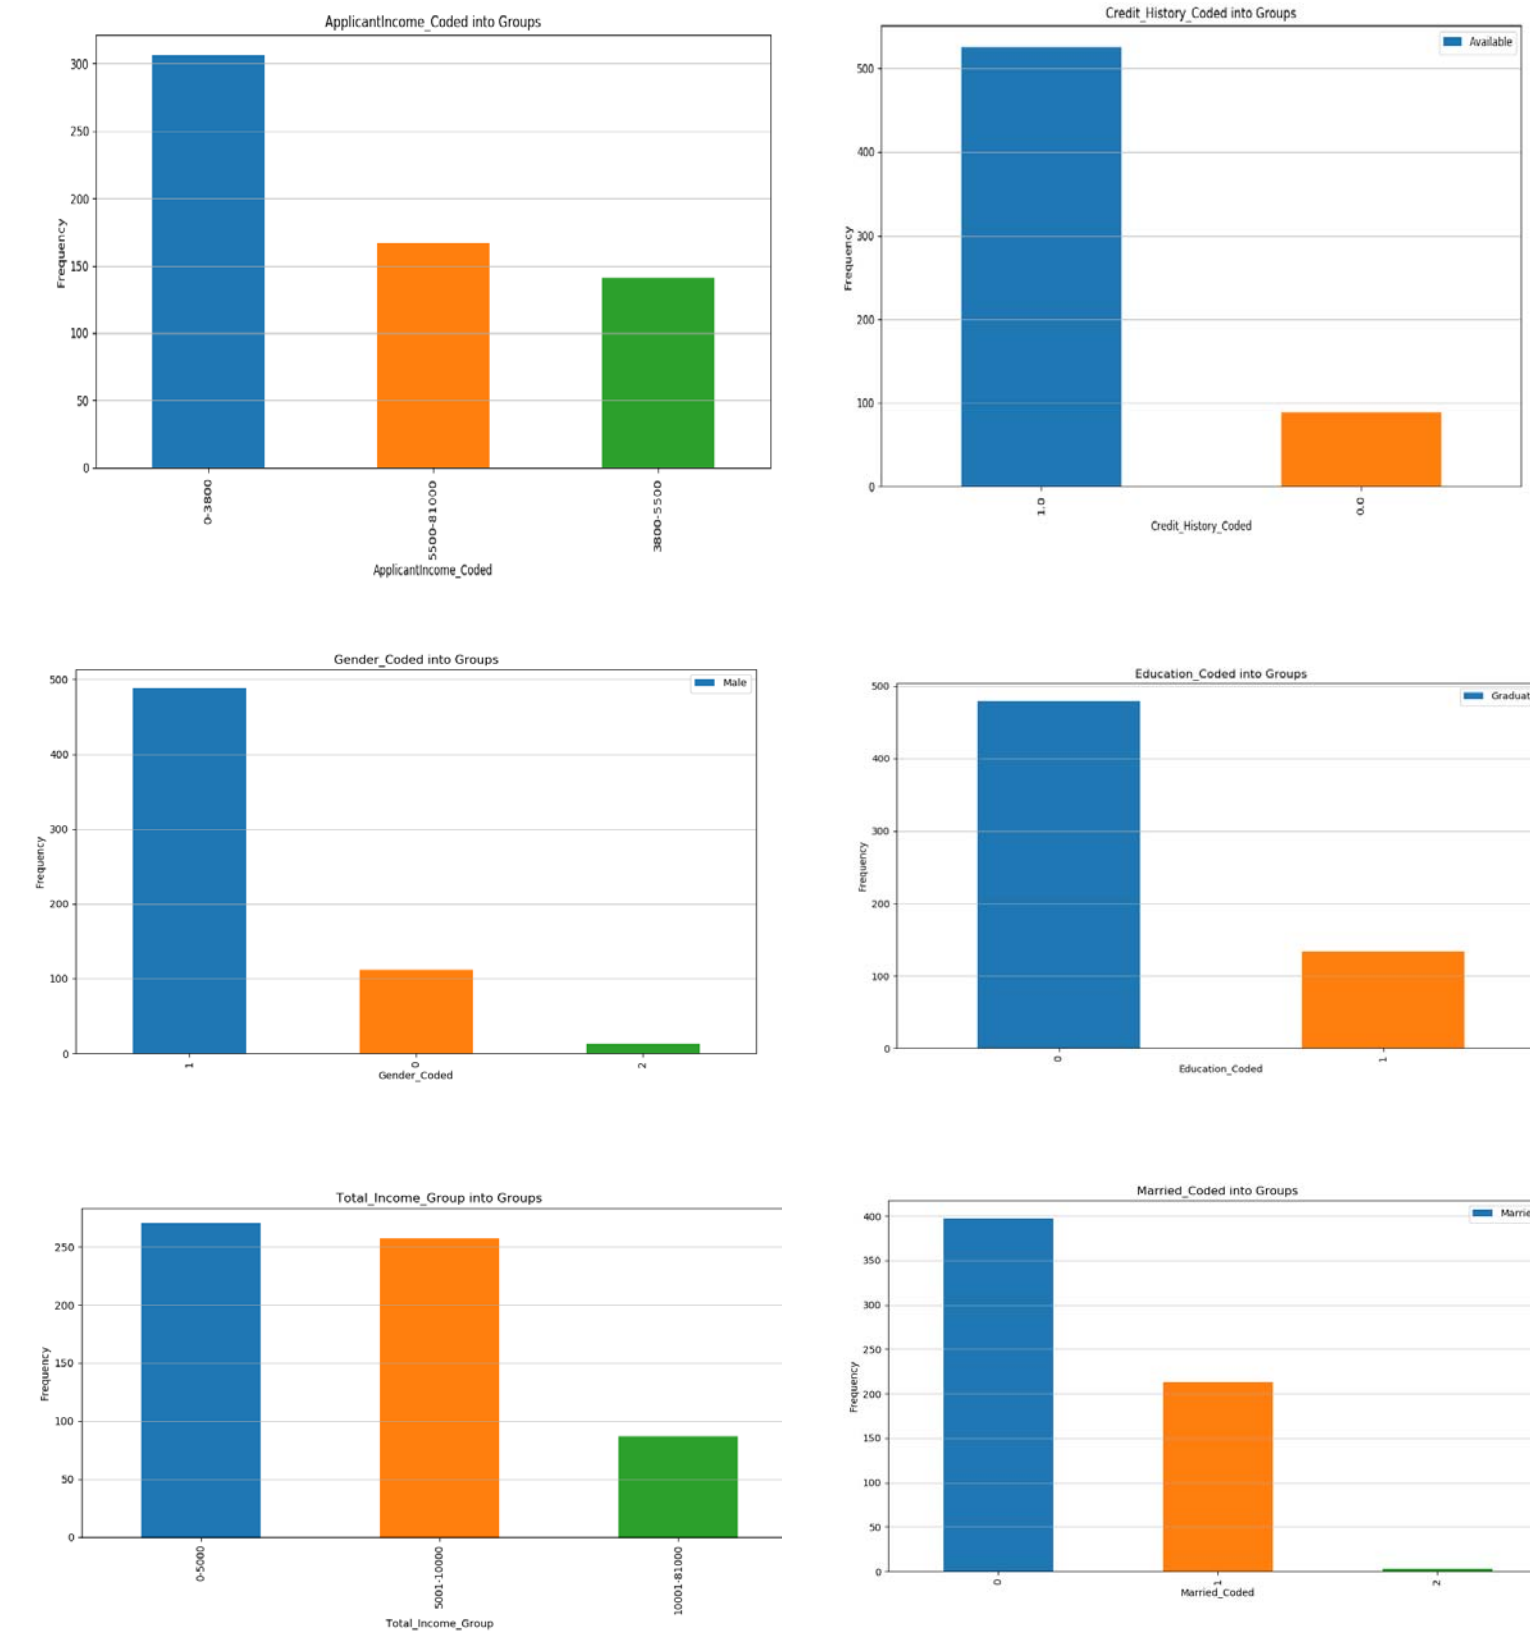 ApplicantIncome_Coded into Groups
300
250
200
150
100
50
0
Frequency
0-3800
5500-81000
3800-5500
ApplicantIncome_Coded
Credit_History_Coded into Groups
Available
500
400
300
200
100
0
Frequency
1.0
0.0
Credit_History_Coded
Gender_Coded into Groups
Male
500
400
300
200
100
0
Frequency
1
0
2
Gender_Coded
Education_Coded into Groups
Graduat
500
400
300
200
100
0
Frequency
0
1
Education_Coded
Total_Income_Group into Groups
250
200
150
100
50
0
Frequency
0-5000
5001-10000
10001-81000
Total_Income_Group
Married_Coded into Groups
Marrie
400
350
300
250
200
150
100
50
0
Frequency
0
1
2
Married_Coded